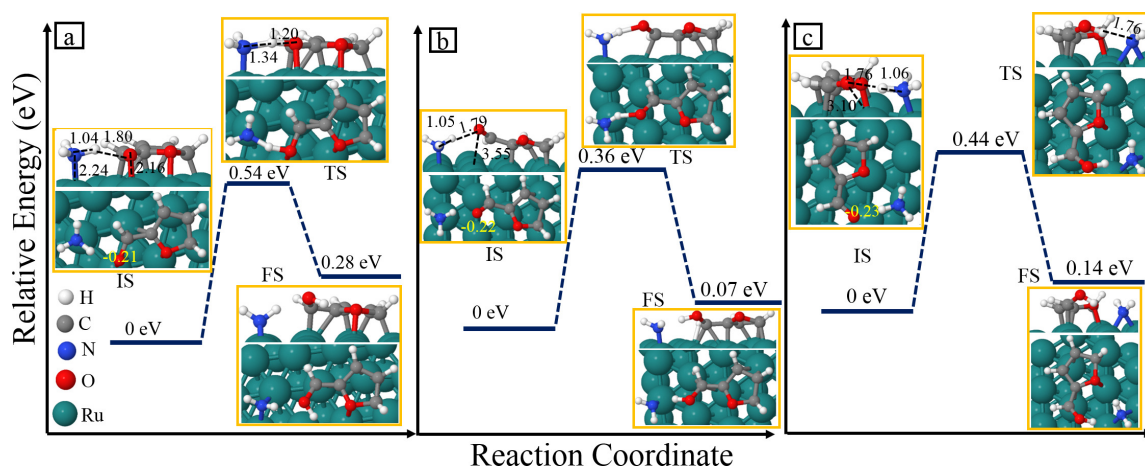 Relative Energy (eV)
a
1.20
1.34
TS
0.54 eV
1.04
1.80
2.24
2.16
-0.21
IS
0.28 eV
FS
0 eV
H
C
N
O
Ru
b
TS
0.36 eV
1.05
1.79
3.55
-0.22
IS
0.07 eV
FS
0 eV
c
1.76
TS
1.76
1.06
3.10
0.44 eV
-0.23
IS
FS
0.14 eV
0 eV
Reaction Coordinate